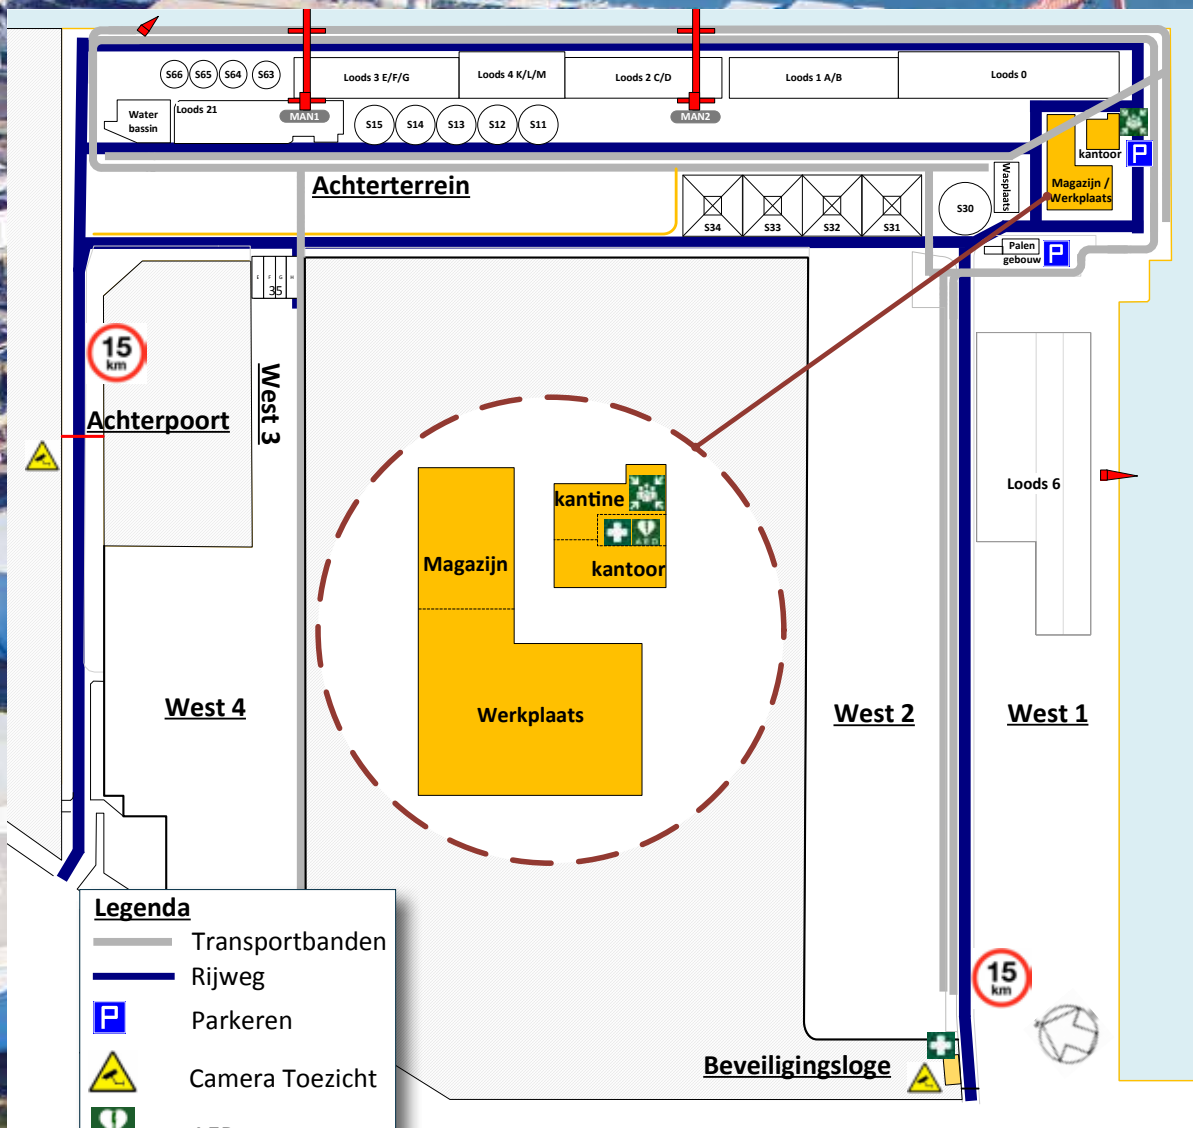 S66
S65
S64
S63
Loods 3 E/F/G
Loods 4 K/L/M
Loods 2 C/D
Loods 1 A/B
Loods 0
Water
bassin
Loods 21
MAN1
S15
S14
S13
S12
S11
MAN2
kantoor
P
Magazijn /
Werkplaats
Wasplaats
Achterterrein
S34
S33
S32
S31
S30
Palen
gebouw
P
E F G H
35
15
km
West 3
Achterpoort
Loods 6
kantine
AED
kantoor
Magazijn
Werkplaats
West 4
West 2
West 1
15
km
Beveiligingsloge
Legenda
Transportbanden
Rijweg
P
Parkeren
Camera Toezicht